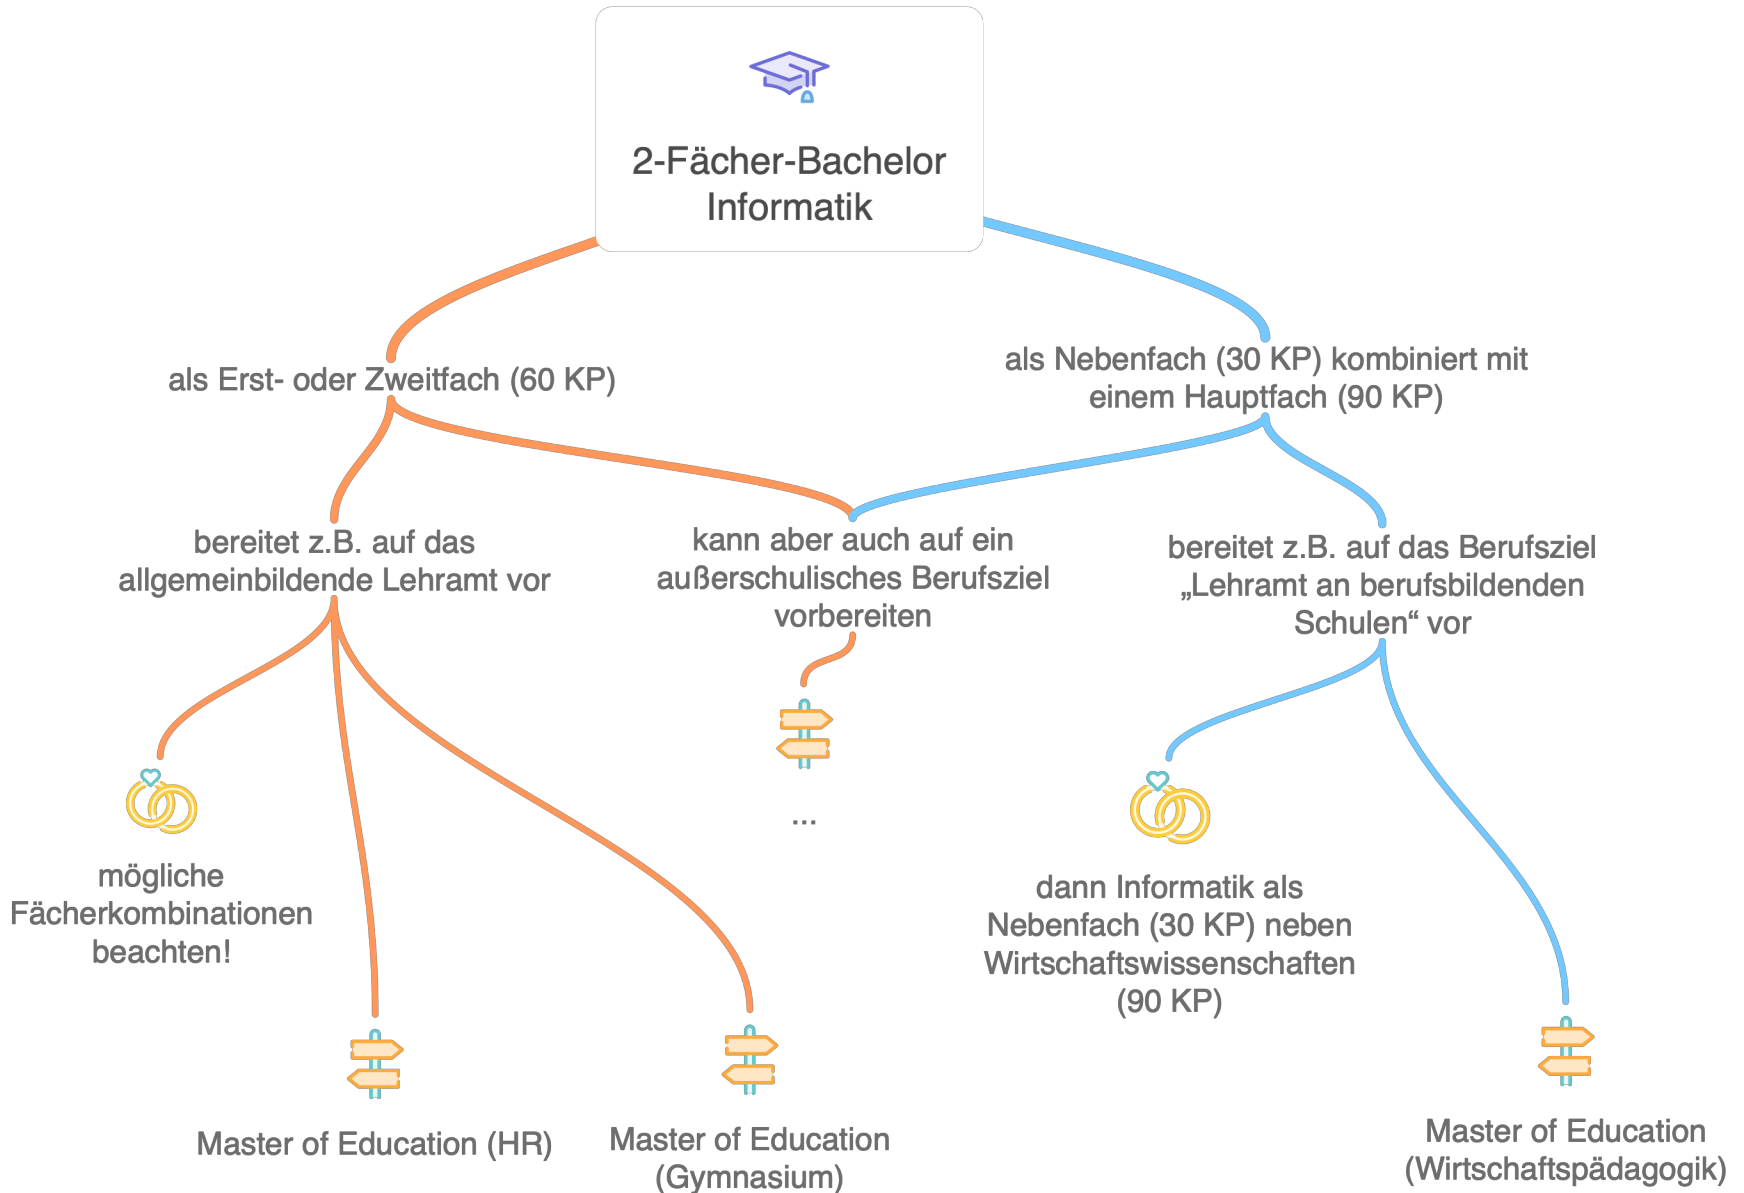 2-Fächer-Bachelor
Informatik
als Erst- oder Zweitfach (60 KP)
als Nebenfach (30 KP) kombiniert mit
einem Hauptfach (90 KP)
bereitet z.B. auf das
allgemeinbildende Lehramt vor
kann aber auch auf ein
außerschulisches Berufsziel
vorbereiten
bereitet z.B. auf das Berufsziel
„Lehramt an berufsbildenden
Schulen“ vor
mögliche
Fächerkombinationen
beachten!
...
dann Informatik als
Nebenfach (30 KP) neben
Wirtschaftswissenschaften
(90 KP)
Master of Education (HR)
Master of Education
(Gymnasium)
Master of Education
(Wirtschaftspädagogik)